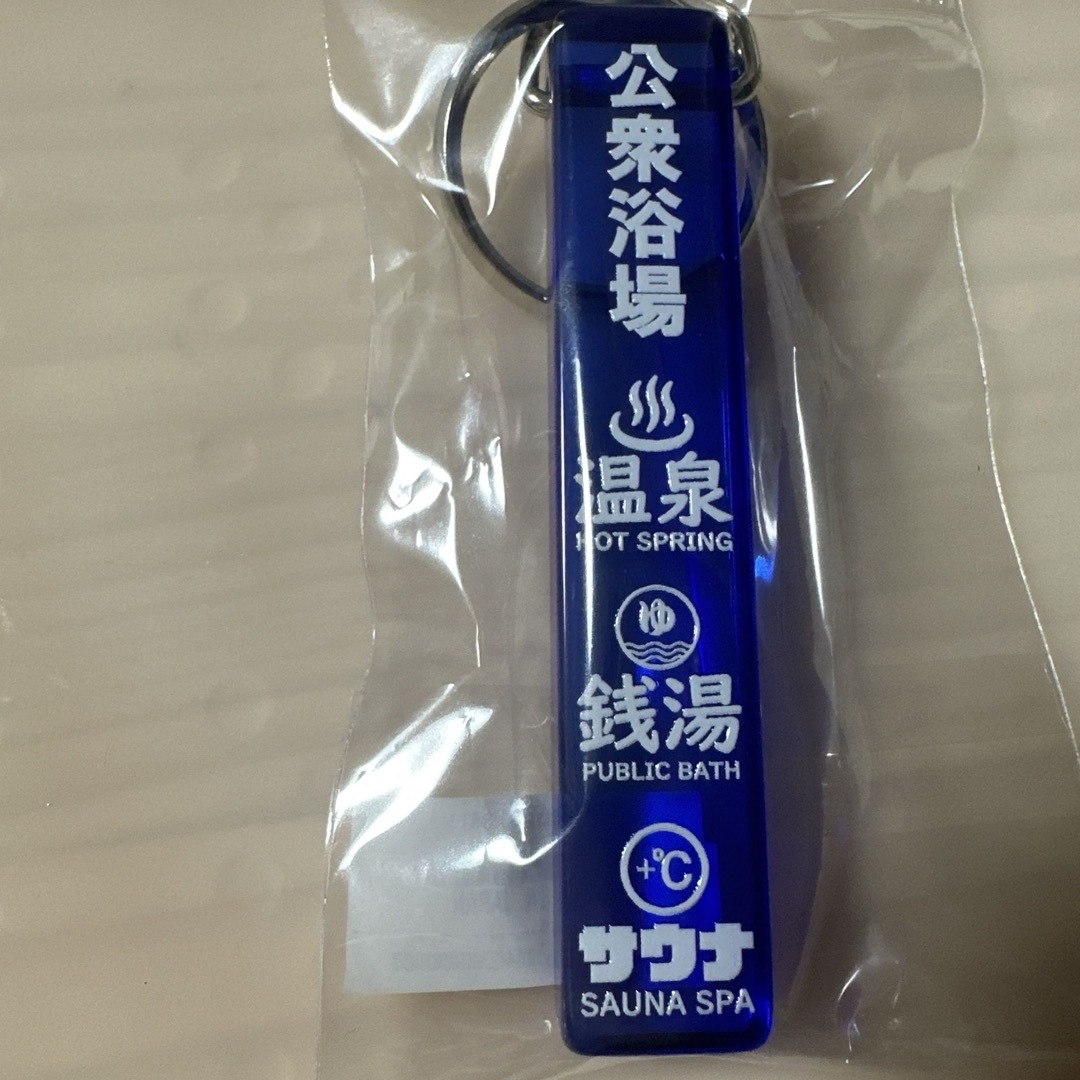 公衆浴場
温泉
HOT SPRING
ゆ
銭湯
PUBLIC BATH
+℃
サウナ
SAUNA SPA